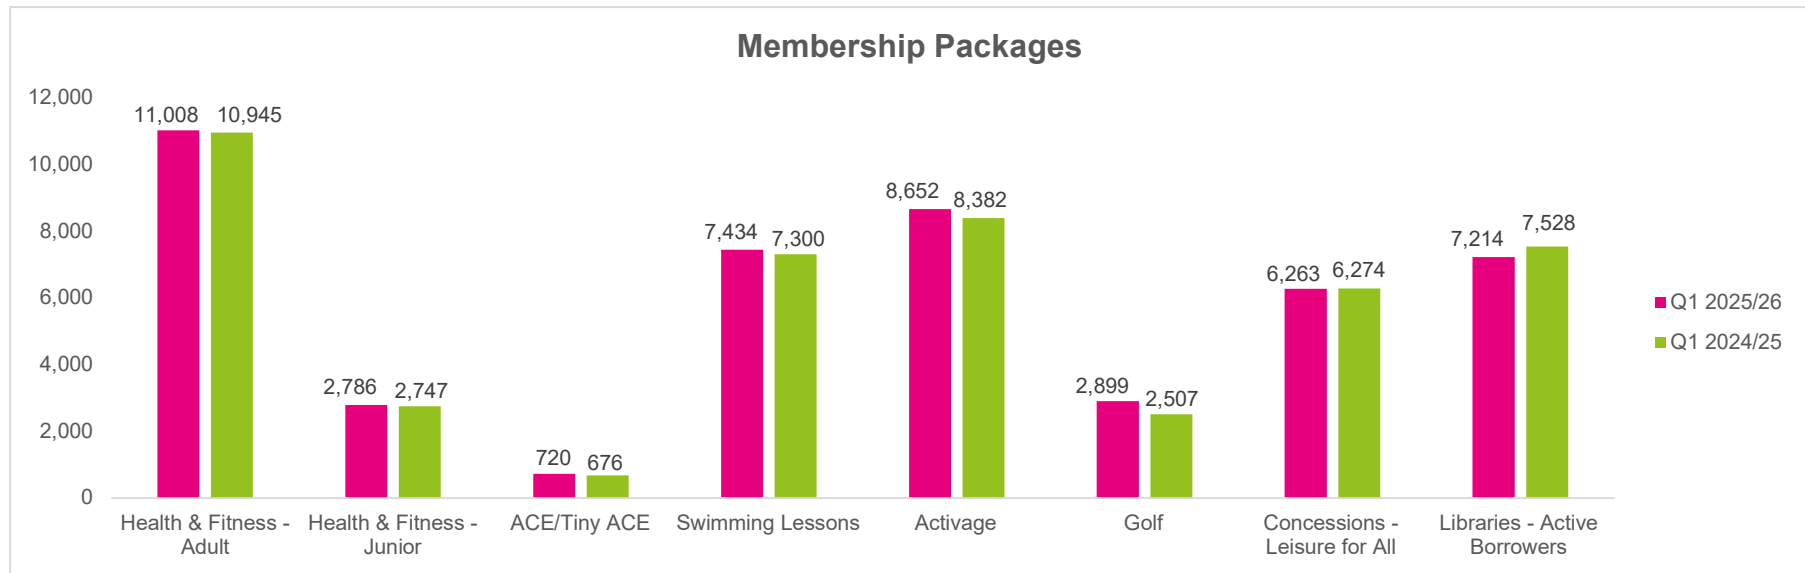 Membership Packages
12,000
10,000
8,000
6,000
4,000
2,000
0
11,008 10,945
2,786 2,747
720 676
7,434 7,300
8,652 8,382
2,899 2,507
6,263 6,274
7,214 7,528
Health & Fitness -
Adult
Health & Fitness -
Junior
ACE/Tiny ACE
Swimming Lessons
Activage
Golf
Concessions -
Leisure for All
Libraries - Active
Borrowers
Q1 2025/26
Q1 2024/25